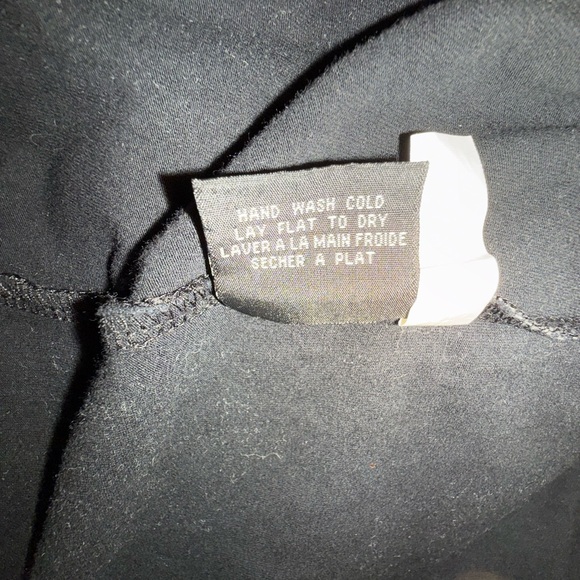 HAND WASH COLD
LAY FLAT TO DRY
LAVER A LA MAIN FROIDE
SECHER A PLAT